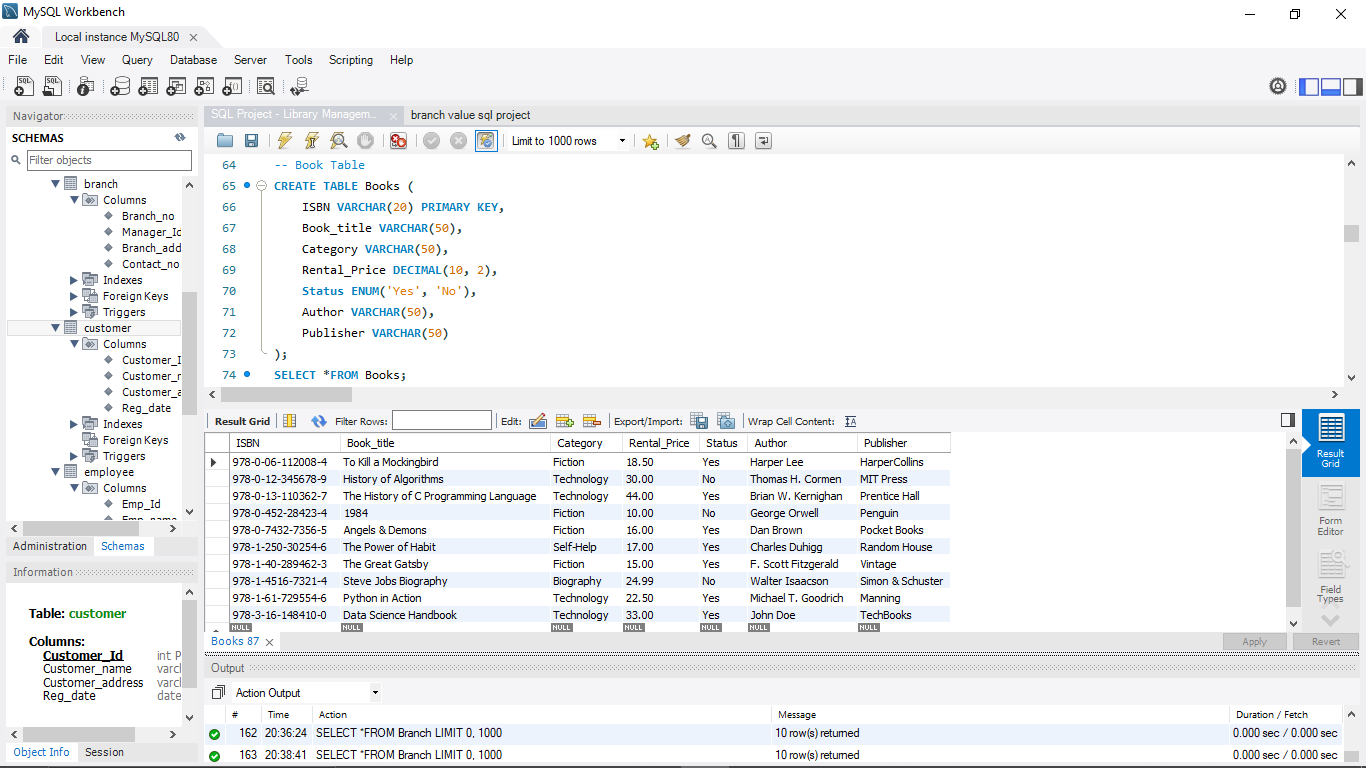 MySQL Workbench
Local instance MySQL80
File Edit View Query Database Server Tools Scripting Help
Navigator
SCHEMAS
Filter objects
branch
Columns
Branch_no
Manager_Id
Branch_add
Contact_no
Indexes
Foreign Keys
Triggers
customer
Columns
Customer_I
Customer_n
Customer_a
Reg_date
Indexes
Foreign Keys
Triggers
employee
Columns
Emp_Id
Emp_name
Administration Schemas
Information
Table: customer
Columns:
Customer_Id int P
Customer_name varch
Customer_address varch
Reg_date date
Object Info Session
SQL Project - Library Managem... branch value sql project
Limit to 1000 rows
64 -- Book Table
65 CREATE TABLE Books (
66 ISBN VARCHAR(20) PRIMARY KEY,
67 Book_title VARCHAR(50),
68 Category VARCHAR(50),
69 Rental_Price DECIMAL(10, 2),
70 Status ENUM('Yes', 'No'),
71 Author VARCHAR(50),
72 Publisher VARCHAR(50)
73 );
74 SELECT *FROM Books;
Result Grid Filter Rows: Edit: Export/Import: Wrap Cell Content:
ISBN Book_title Category Rental_Price Status Author Publisher
978-0-06-112008-4 To Kill a Mockingbird Fiction 18.50 Yes Harper Lee HarperCollins
978-0-12-345678-9 History of Algorithms Technology 30.00 No Thomas H. Cormen MIT Press
978-0-13-110362-7 The History of C Programming Language Technology 44.00 Yes Brian W. Kernighan Prentice Hall
978-0-452-28423-4 1984 Fiction 10.00 No George Orwell Penguin
978-0-7432-7356-5 Angels & Demons Fiction 16.00 Yes Dan Brown Pocket Books
978-1-250-30254-6 The Power of Habit Self-Help 17.00 Yes Charles Duhigg Random House
978-1-40-289462-3 The Great Gatsby Fiction 15.00 Yes F. Scott Fitzgerald Vintage
978-1-4516-7321-4 Steve Jobs Biography Biography 24.99 No Walter Isaacson Simon & Schuster
978-1-61-729554-6 Python in Action Technology 22.50 Yes Michael T. Goodrich Manning
978-3-16-148410-0 Data Science Handbook Technology 33.00 Yes John Doe TechBooks
NULL NULL NULL NULL NULL NULL NULL
Result Grid
Form Editor
Field Types
Books 87
Apply Revert
Output
Action Output
# Time Action Message Duration / Fetch
162 20:36:24 SELECT *FROM Branch LIMIT 0, 1000 10 row(s) returned 0.000 sec / 0.000 sec
163 20:38:41 SELECT *FROM Branch LIMIT 0, 1000 10 row(s) returned 0.000 sec / 0.000 sec